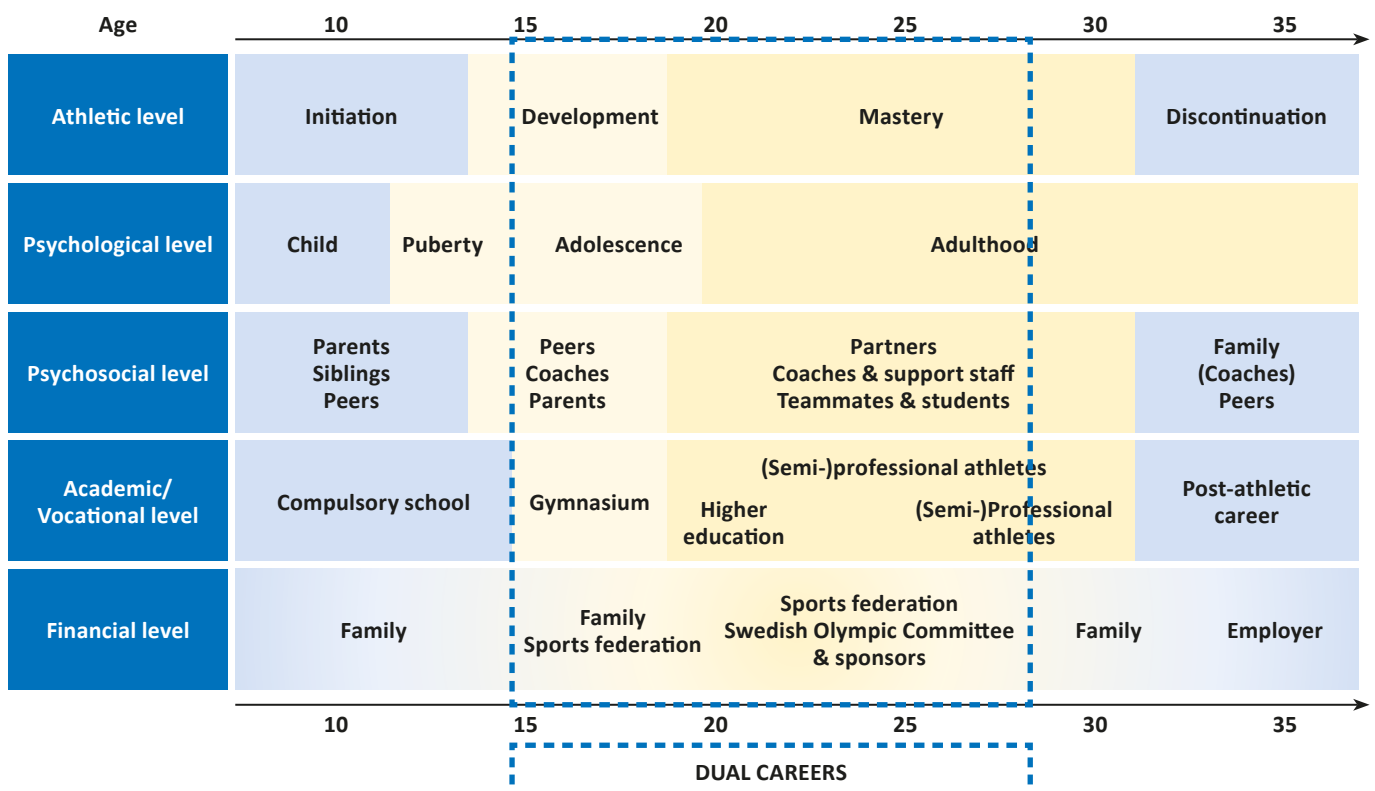 Age 10 15 20 25 30 35
Athletic level Initiation Development Mastery Discontinuation
Psychological level Child Puberty Adolescence Adulthood
Psychosocial level
Parents
Siblings
Peers
Peers
Coaches
Parents
Partners
Coaches & support staff
Teammates & students
Family
(Coaches)
Peers
Academic/
Vocational level
Compulsory school
Gymnasium
(Semi-)professional athletes
Higher
education
(Semi-)Professional
athletes
Post-athletic
career
Financial level
Family
Family
Sports federation
Sports federation
Swedish Olympic Committee
& sponsors
Family
Employer
10 15 20 25 30 35
DUAL CAREERS